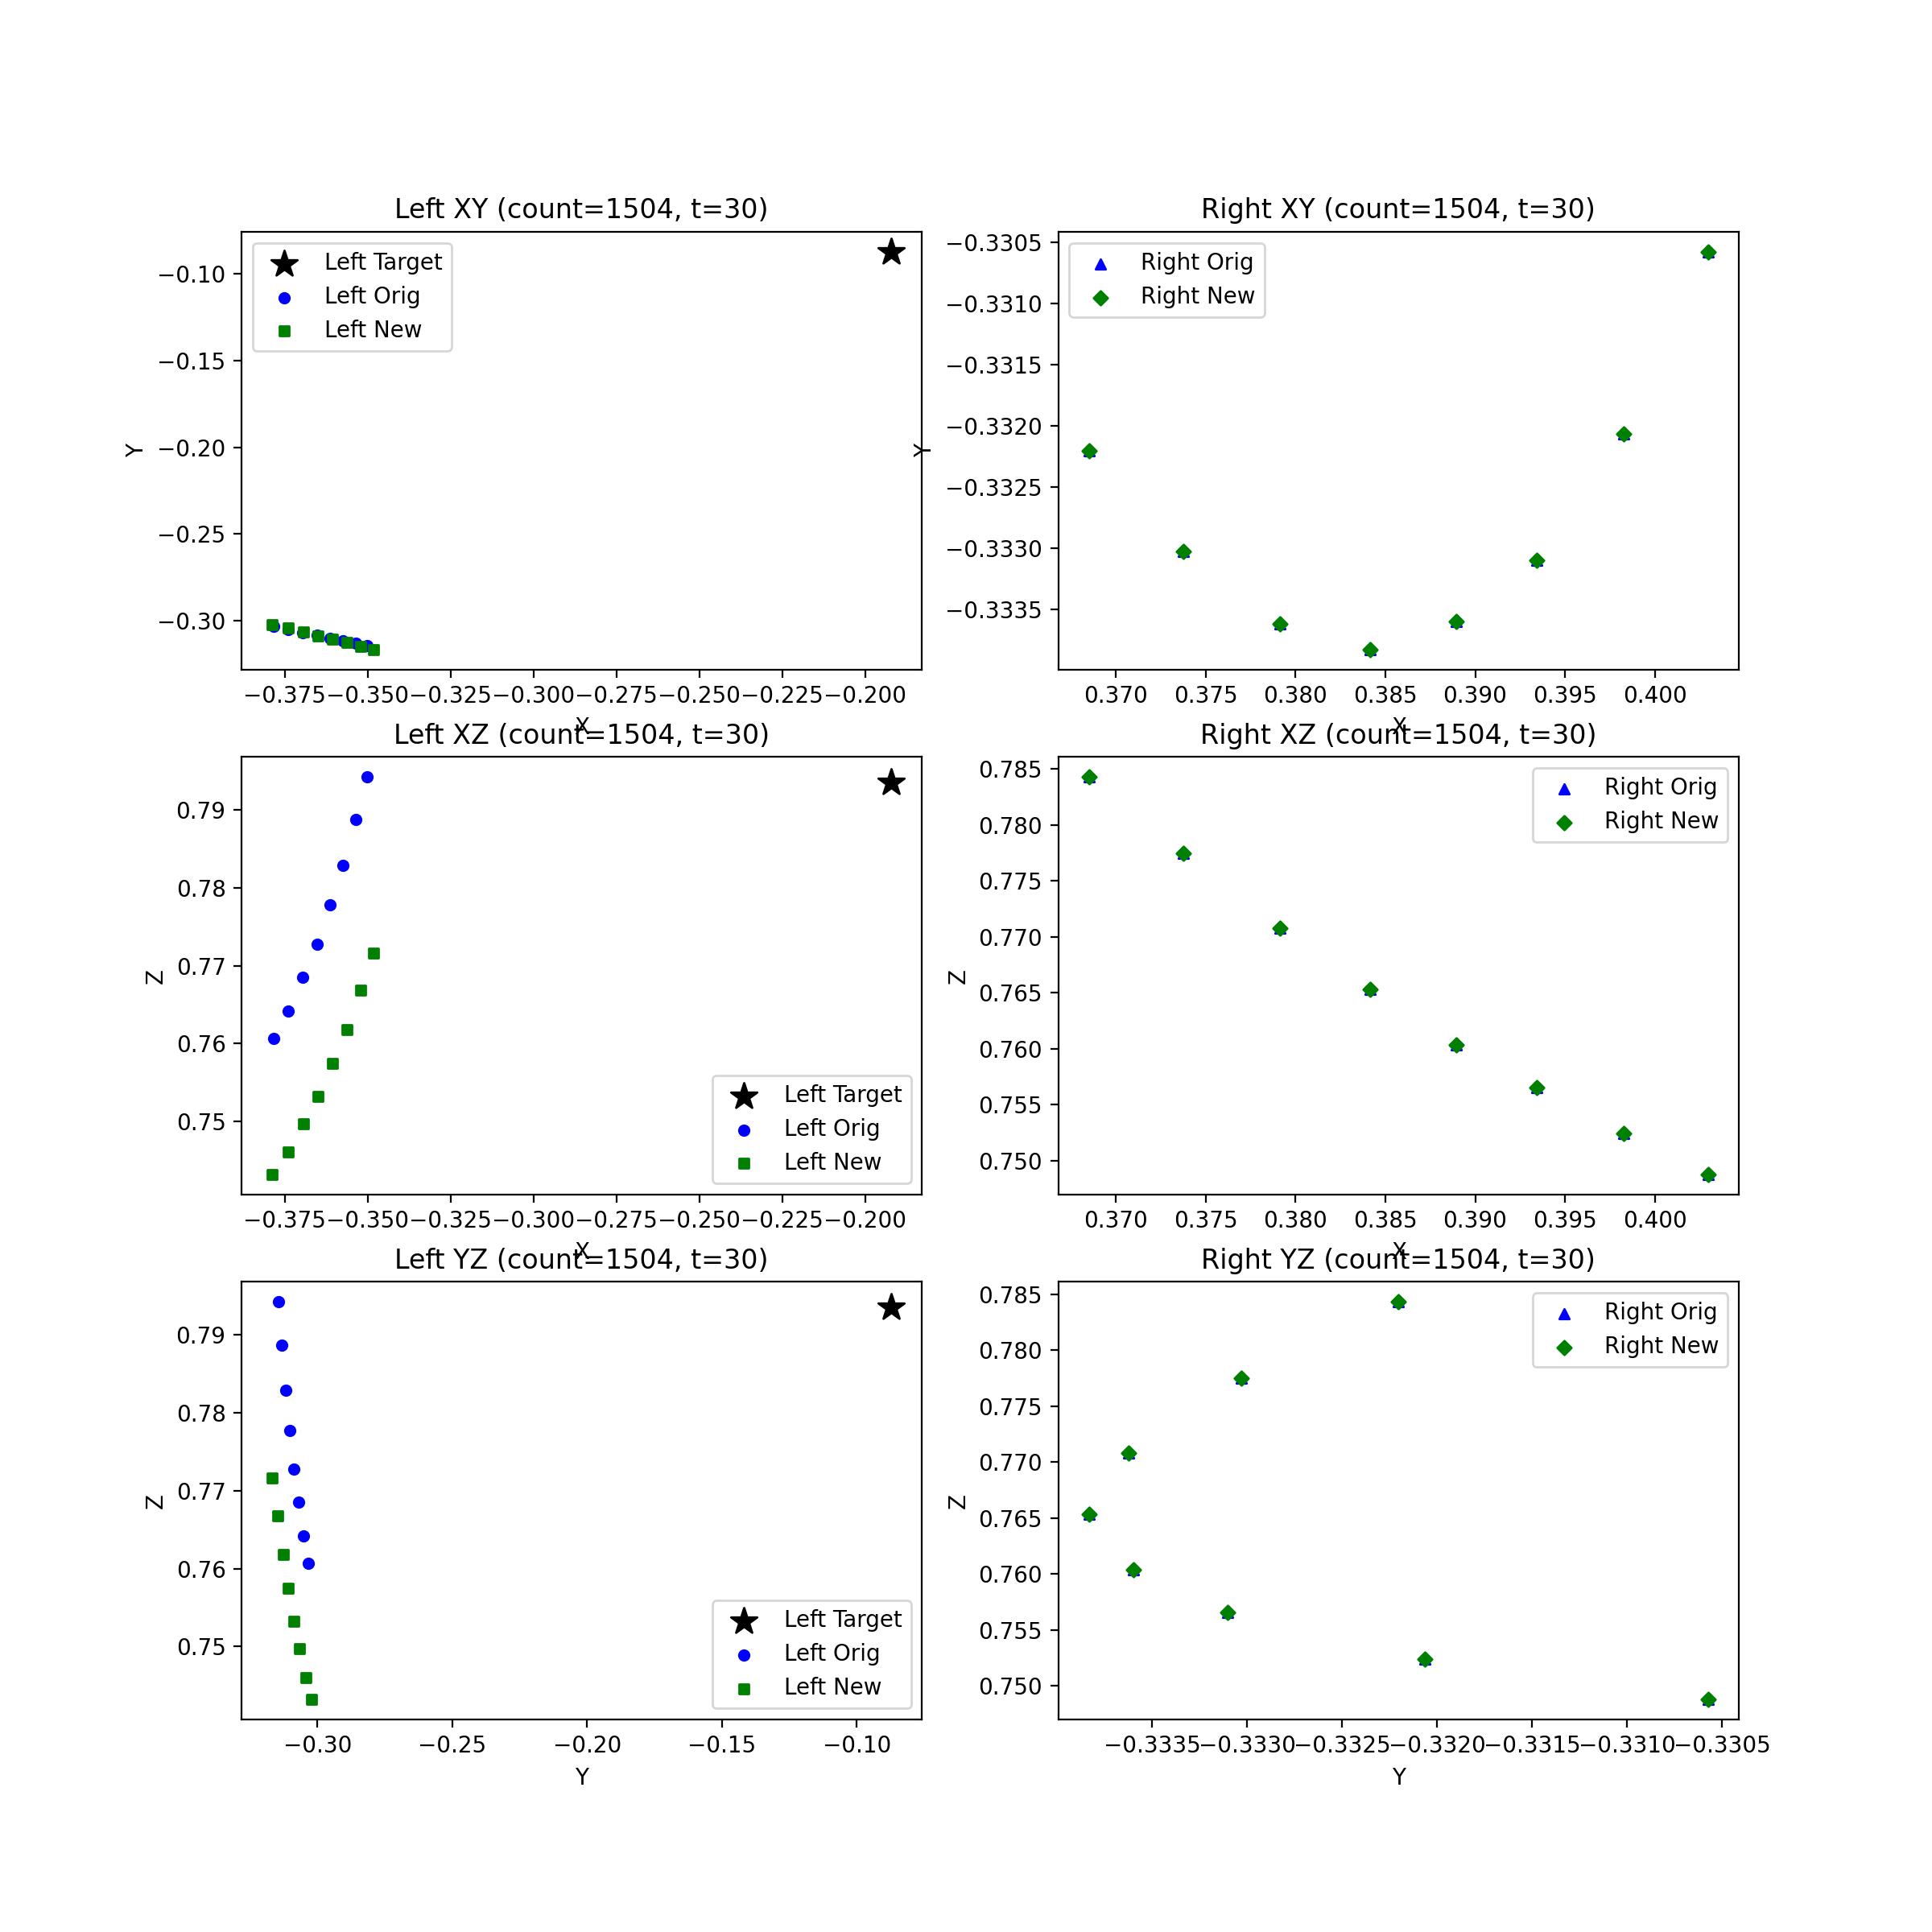 Left XY (count=1504, t=30)
Right XY (count=1504, t=30)
Left Target
Left Orig
Left New
−0.10
−0.15
−0.20
−0.25
−0.30
Y
−0.375 −0.350 −0.325 −0.300 −0.275 −0.250 −0.225 −0.200
X
Right Orig
Right New
−0.3305
−0.3310
−0.3315
−0.3320
−0.3325
−0.3330
−0.3335
Y
0.370 0.375 0.380 0.385 0.390 0.395 0.400
X
Left XZ (count=1504, t=30)
Right XZ (count=1504, t=30)
0.79
0.78
0.77
0.76
0.75
Z
Left Target
Left Orig
Left New
−0.375 −0.350 −0.325 −0.300 −0.275 −0.250 −0.225 −0.200
X
Right Orig
Right New
0.785
0.780
0.775
0.770
0.765
0.760
0.755
0.750
Z
0.370 0.375 0.380 0.385 0.390 0.395 0.400
X
Left YZ (count=1504, t=30)
Right YZ (count=1504, t=30)
0.79
0.78
0.77
0.76
0.75
Z
Left Target
Left Orig
Left New
−0.30 −0.25 −0.20 −0.15 −0.10
Y
Right Orig
Right New
0.785
0.780
0.775
0.770
0.765
0.760
0.755
0.750
Z
−0.3335 −0.3330 −0.3325 −0.3320 −0.3315 −0.3310 −0.3305
Y